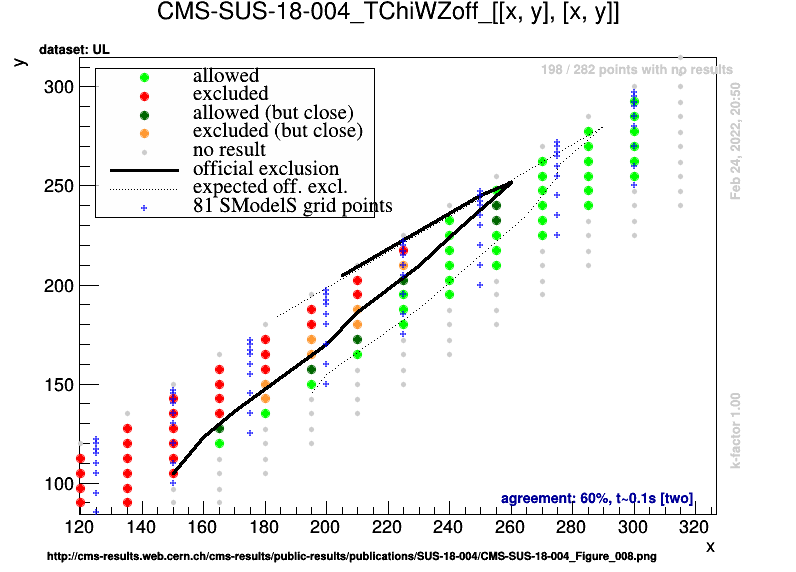 CMS-SUS-18-004_TChiWZoff_[[x, y], [x, y]]
dataset: UL
y
198 / 282 points with no results
allowed
excluded
allowed (but close)
excluded (but close)
no result
official exclusion
expected off. excl.
81 SModelS grid points
300
250
200
150
100
Feb 24, 2022, 20:50
k-factor 1.00
agreement: 60%, t~0.1s [two]
120 140 160 180 200 220 240 260 280 300 320
x
http://cms-results.web.cern.ch/cms-results/public-results/publications/SUS-18-004/CMS-SUS-18-004_Figure_008.png